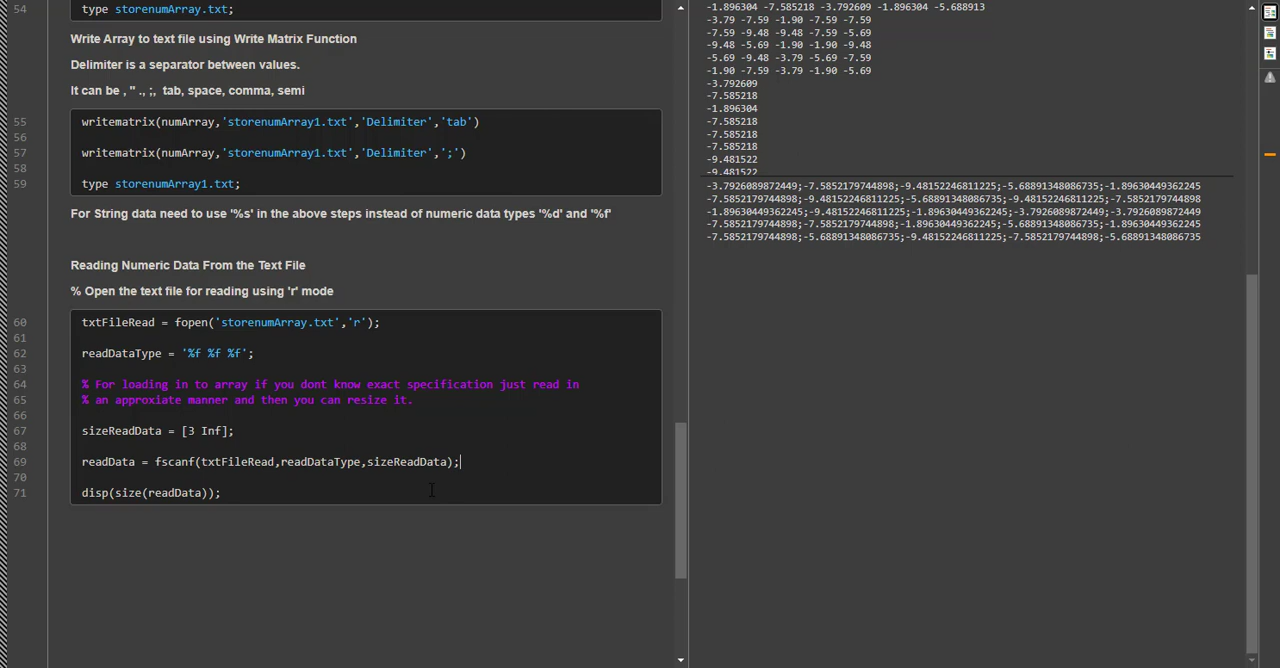 54 type storenumArray.txt;
Write Array to text file using Write Matrix Function
Delimiter is a separator between values.
It can be , " ., ;, tab, space, comma, semi
55 writematrix(numArray,'storenumArray1.txt','Delimiter','tab')
56
57 writematrix(numArray,'storenumArray1.txt','Delimiter',';')
58
59 type storenumArray1.txt;
For String data need to use '%s' in the above steps instead of numeric data types '%d' and '%f'
Reading Numeric Data From the Text File
% Open the text file for reading using 'r' mode
60 txtFileRead = fopen('storenumArray.txt','r');
61
62 readDataType = '%f %f %f';
63
64 % For loading in to array if you dont know exact specification just read in
65 % an approxiate manner and then you can resize it.
66
67 sizeReadData = [3 Inf];
68
69 readData = fscanf(txtFileRead,readDataType,sizeReadData);
70
71 disp(size(readData));
-1.896304 -7.585218 -3.792609 -1.896304 -5.688913
-3.79 -7.59 -1.90 -7.59 -7.59
-7.59 -9.48 -9.48 -7.59 -5.69
-9.48 -5.69 -1.90 -1.90 -9.48
-5.69 -9.48 -3.79 -5.69 -7.59
-1.90 -7.59 -3.79 -1.90 -5.69
-3.792609
-7.585218
-1.896304
-7.585218
-7.585218
-7.585218
-9.481522
-9.481522
-3.7926089872449;-7.5852179744898;-9.48152246811225;-5.68891348086735;-1.89630449362245
-7.5852179744898;-9.48152246811225;-5.68891348086735;-9.48152246811225;-7.5852179744898
-1.89630449362245;-9.48152246811225;-1.89630449362245;-3.7926089872449;-3.7926089872449
-7.5852179744898;-7.5852179744898;-1.89630449362245;-5.68891348086735;-1.89630449362245
-7.5852179744898;-5.68891348086735;-9.48152246811225;-7.5852179744898;-5.68891348086735